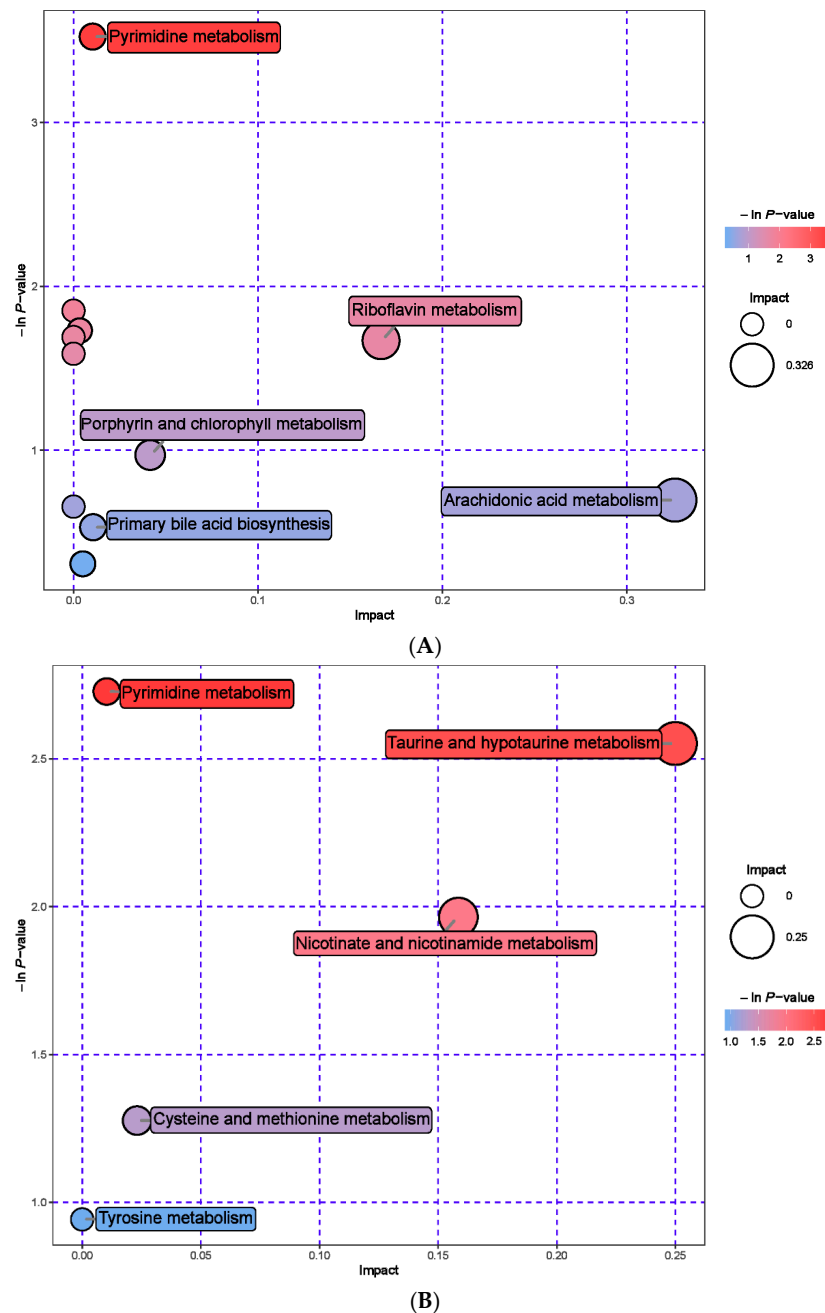 Pyrimidine metabolism
3
2
1
– ln P–value
Riboflavin metabolism
Porphyrin and chlorophyll metabolism
Arachidonic acid metabolism
Primary bile acid biosynthesis
0.0 0.1 0.2 0.3
Impact
– ln P–value
1 2 3
Impact
0
0.326
(A)
Pyrimidine metabolism
Taurine and hypotaurine metabolism
2.5
2.0
1.5
1.0
– ln P–value
Nicotinate and nicotinamide metabolism
Cysteine and methionine metabolism
Tyrosine metabolism
0.00 0.05 0.10 0.15 0.20 0.25
Impact
Impact
0
0.25
– ln P–value
1.0 1.5 2.0 2.5
(B)